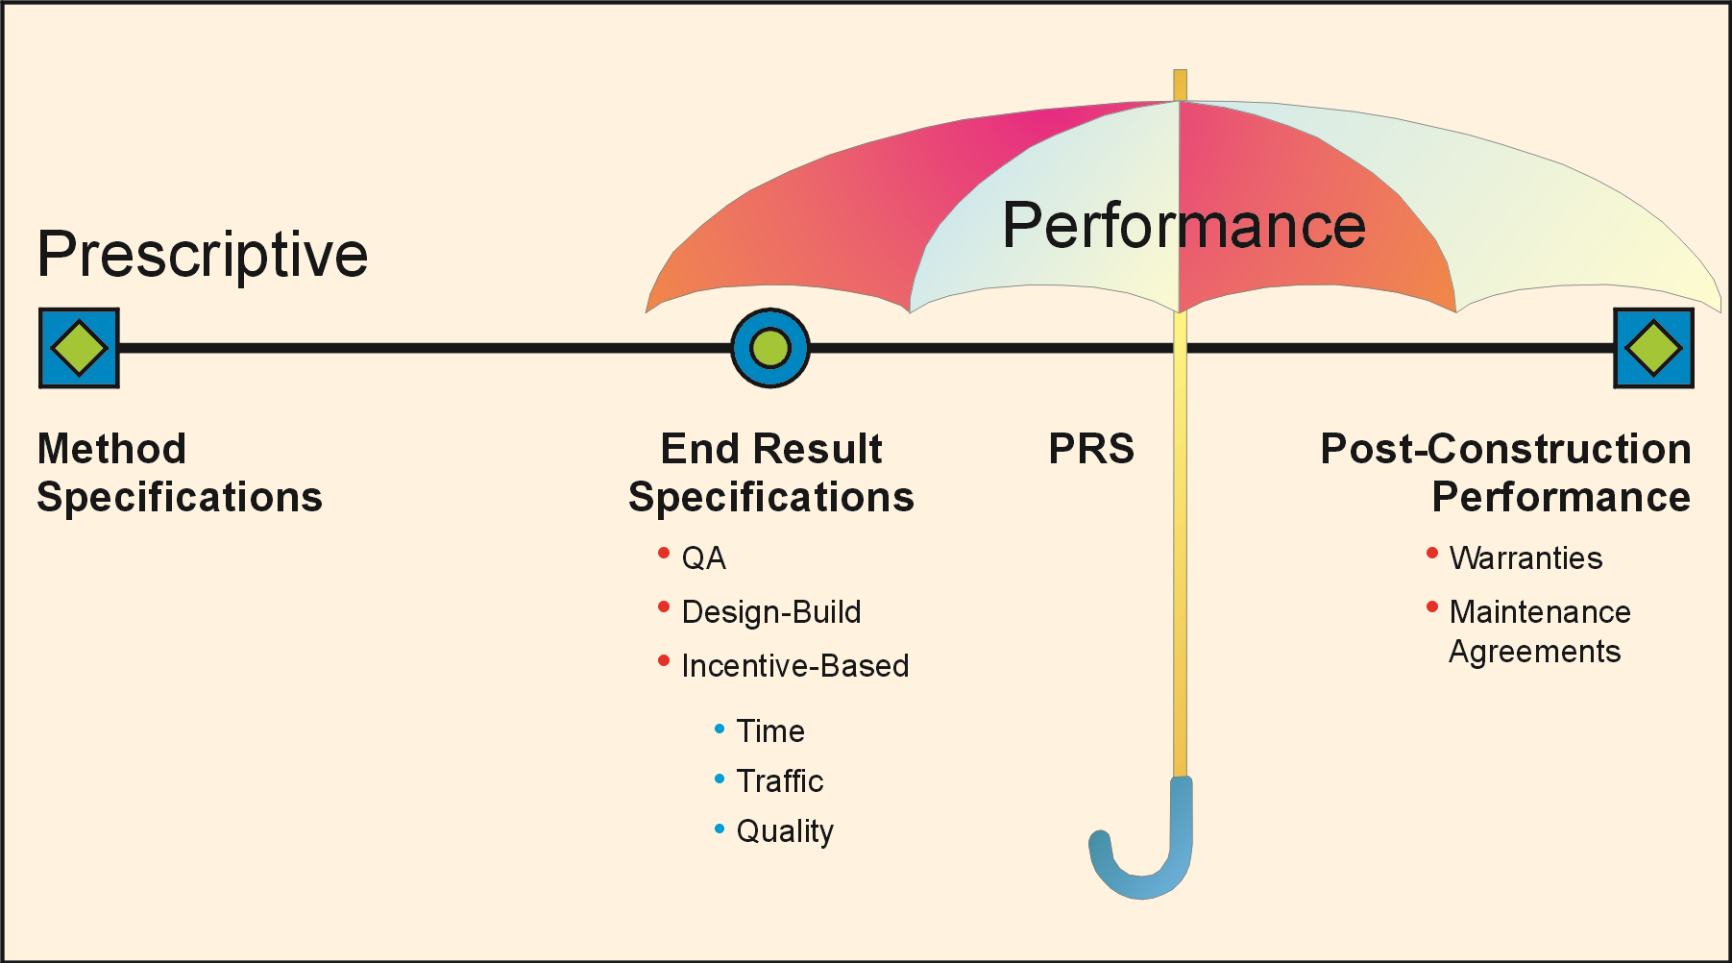 Prescriptive
Performance
Method
Specifications
End Result
Specifications
• QA
• Design-Build
• Incentive-Based
• Time
• Traffic
• Quality
PRS
Post-Construction
Performance
• Warranties
• Maintenance
Agreements